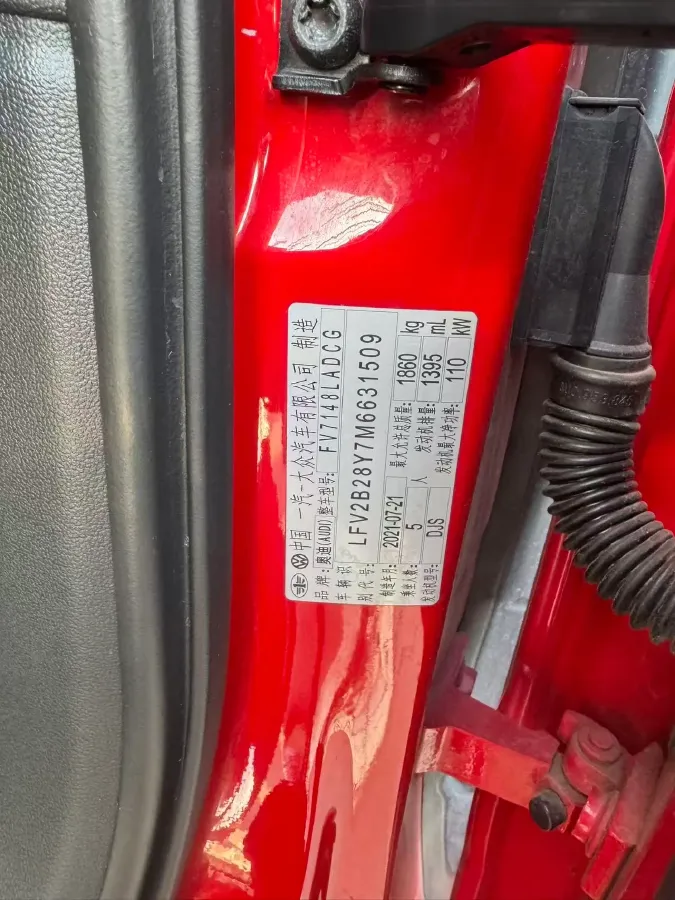 中国 一汽-大众汽车有限公司 制造
品牌: 奥迪(AUDI) 整车型号: FV7148LADCG
车辆识别代号: LFV2B28Y7M6631509
制造年月: 2021-07-21 最大允许总质量: 1860 kg
乘坐人数: 5 人 发动机排量: 1395 mL
发动机型号: DJS 发动机最大净功率: 110 kW